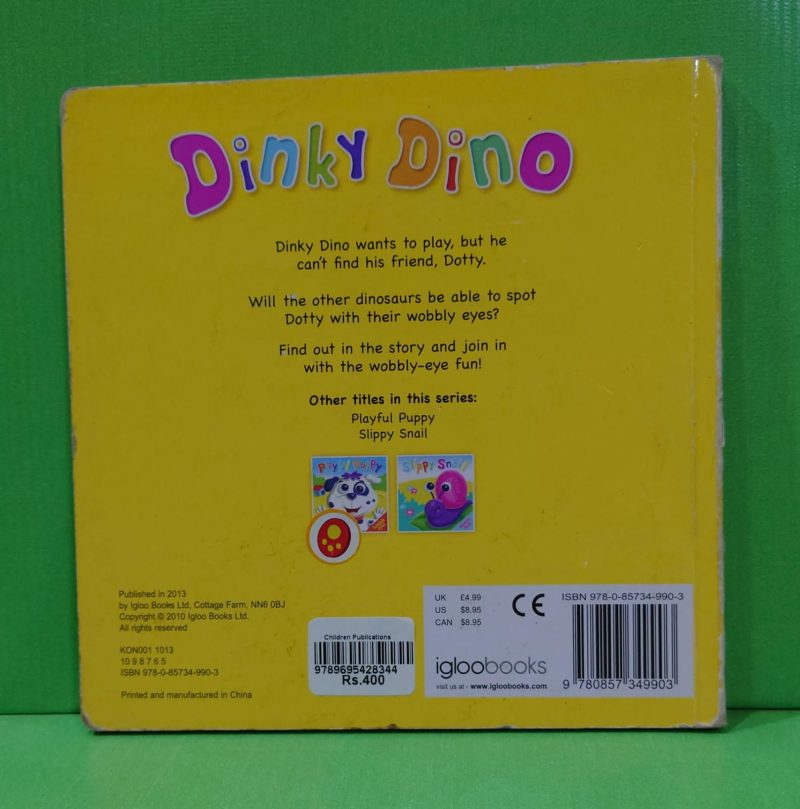 Dinky Dino
Dinky Dino wants to play, but he
can't find his friend, Dotty.
Will the other dinosaurs be able to spot
Dotty with their wobbly eyes?
Find out in the story and join in
with the wobbly-eye fun!
Other titles in this series:
Playful Puppy
Slippy Snail
Playful Puppy
Slippy Snail
Published in 2013
by Igloo Books Ltd, Cottage Farm, NN6 0BJ
Copyright © 2010 Igloo Books Ltd.
All rights reserved
KON001 1013
10 9 8 7 6 5
ISBN 978-0-85734-990-3
Printed and manufactured in China
Children Publications
9789695428344
Rs.400
UK £4.99
US $8.95
CAN $8.95
CE
igloobooks
visit us at - www.igloobooks.com
ISBN 978-0-85734-990-3
9 780857 349903